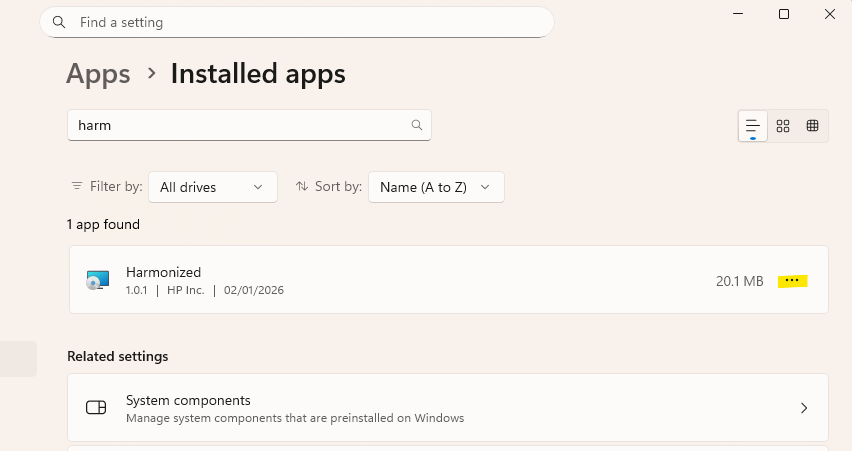 Find a setting
Apps > Installed apps
harm
Filter by: All drives Sort by: Name (A to Z)
1 app found
Harmonized
1.0.1 | HP Inc. | 02/01/2026
20.1 MB
Related settings
System components
Manage system components that are preinstalled on Windows